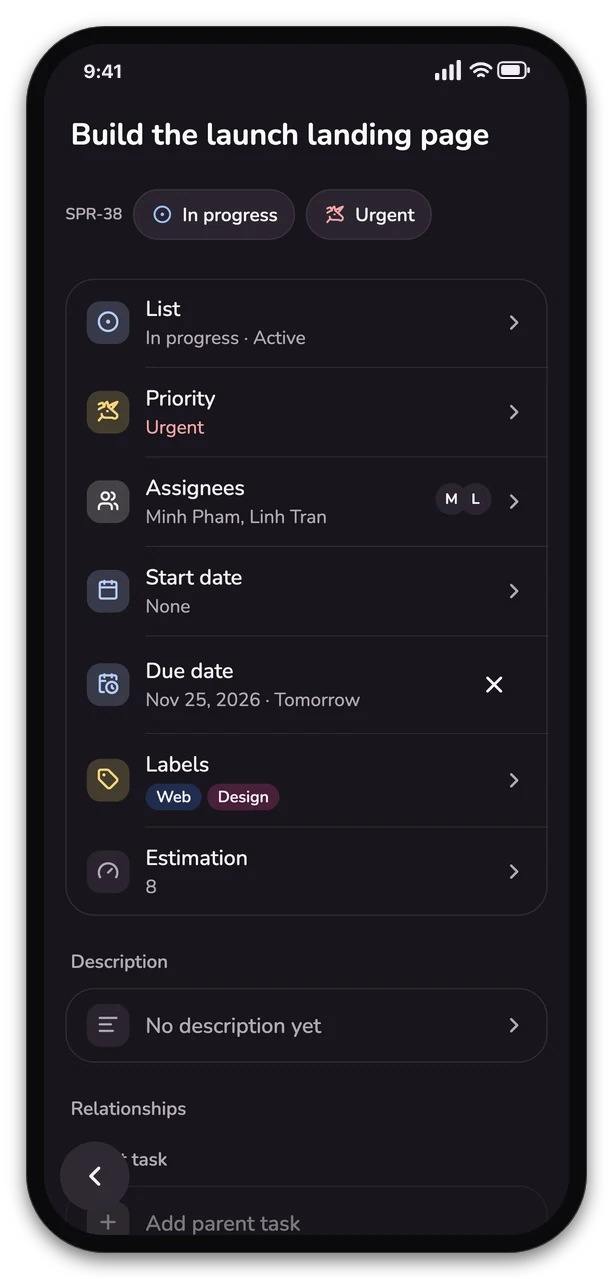 9:41
Build the launch landing page
SPR-38 In progress Urgent
List
In progress · Active
Priority
Urgent
Assignees
Minh Pham, Linh Tran
M L
Start date
None
Due date
Nov 25, 2026 · Tomorrow
Labels
Web Design
Estimation
8
Description
No description yet
Relationships
task
Add parent task